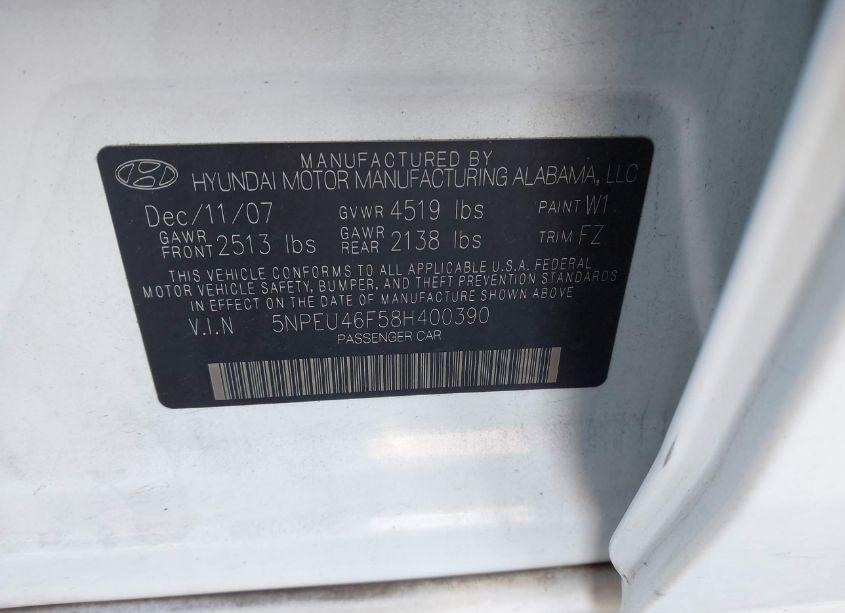 MANUFACTURED BY
HYUNDAI MOTOR MANUFACTURING ALABAMA, LLC
Dec/11/07 GVWR 4519 lbs PAINT W1
GAWR FRONT 2513 lbs GAWR REAR 2138 lbs TRIM FZ
THIS VEHICLE CONFORMS TO ALL APPLICABLE U.S.A. FEDERAL
MOTOR VEHICLE SAFETY, BUMPER, AND THEFT PREVENTION STANDARDS
IN EFFECT ON THE DATE OF MANUFACTURE SHOWN ABOVE
V.I.N 5NPEU46F58H400390
PASSENGER CAR